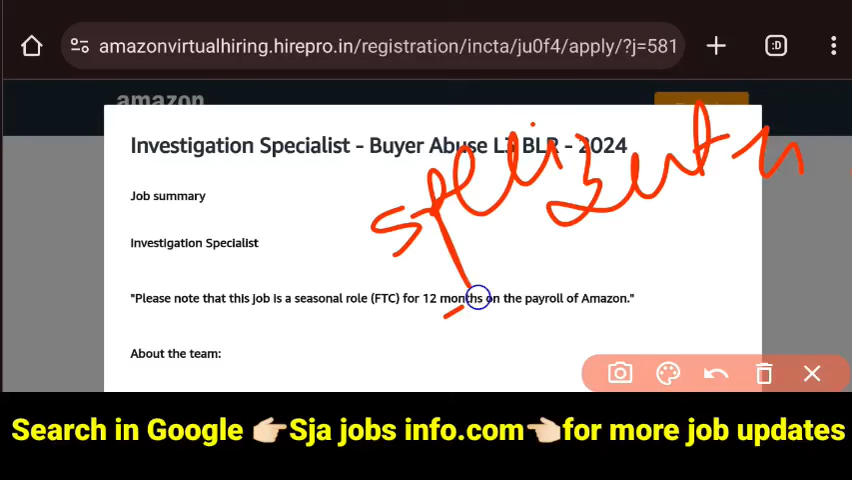 amazonvirtualhiring.hirepro.in/registration/incta/ju0f4/apply/?j=581
:D
amazon
Investigation Specialist - Buyer Abuse L3 BLR - 2024
Job summary
Investigation Specialist
"Please note that this job is a seasonal role (FTC) for 12 months on the payroll of Amazon."
About the team:
Search in Google 👉🏻Sja jobs info.com👈🏻for more job updates